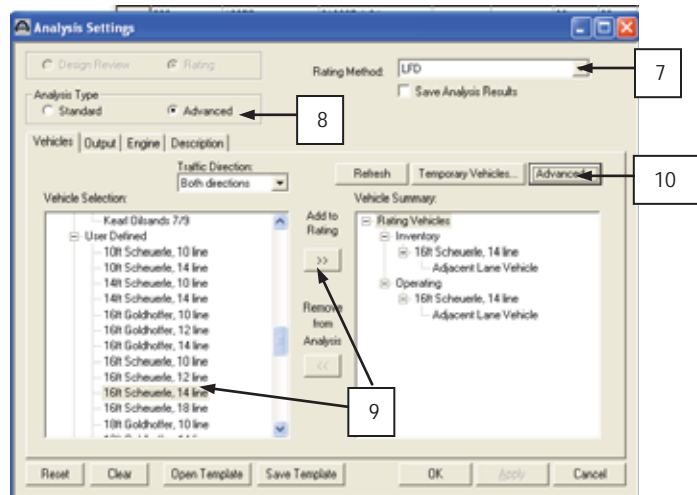 Analysis Settings
Design Review Rating
Rating Method: LFD
7
Save Analysis Results
Analysis Type
Standard Advanced
8
Vehicles Output Engine Description
Traffic Direction:
Both directions
Refresh Temporary Vehicles... Advanced
10
Vehicle Selection:
Kearl Oilsands 7/9
User Defined
10ft Scheuerle, 10 line
10ft Scheuerle, 14 line
14ft Scheuerle, 10 line
14ft Scheuerle, 14 line
16ft Goldhoffer, 10 line
16ft Goldhoffer, 12 line
16ft Goldhoffer, 14 line
16ft Scheuerle, 10 line
16ft Scheuerle, 12 line
16ft Scheuerle, 14 line
16ft Scheuerle, 18 line
18ft Goldhoffer, 10 line
Add to
Rating
>>
Remove
from
Analysis
<<
9
Vehicle Summary:
Rating Vehicles
Inventory
16ft Scheuerle, 14 line
Adjacent Lane Vehicle
Operating
16ft Scheuerle, 14 line
Adjacent Lane Vehicle
Reset Clear Open Template Save Template OK Apply Cancel